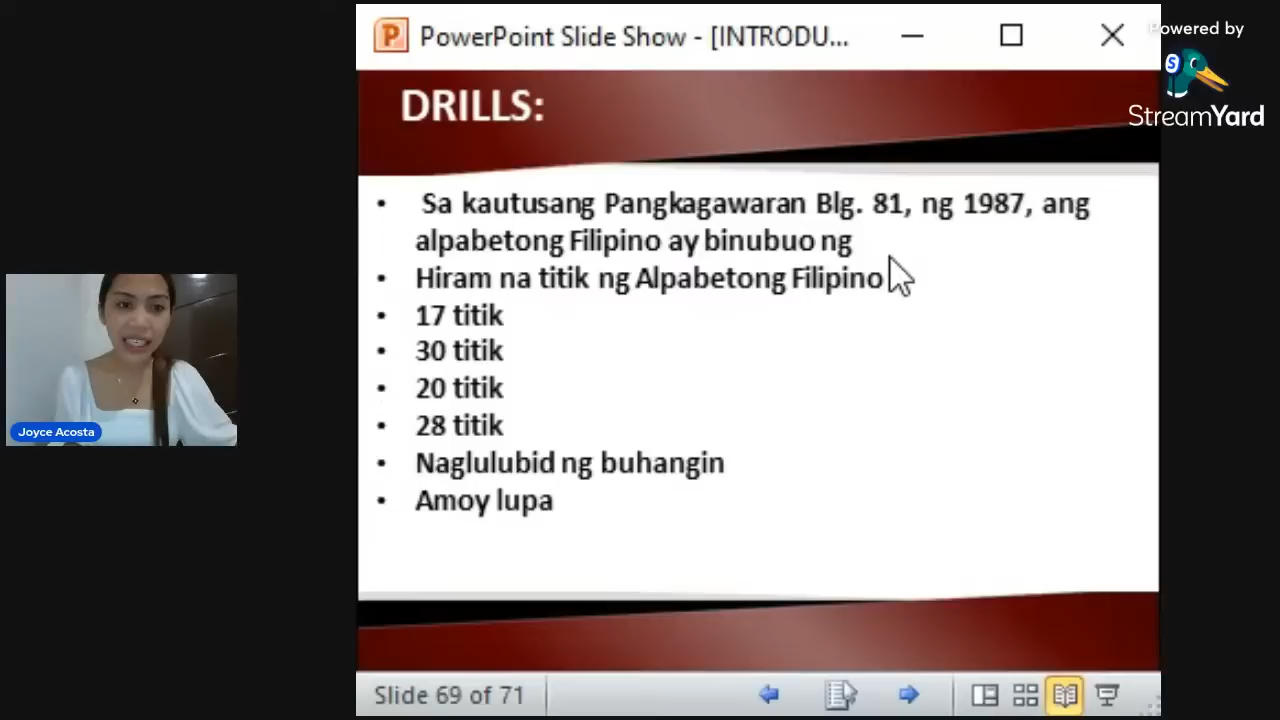 PowerPoint Slide Show - [INTRODU...
Powered by
StreamYard
DRILLS:
• Sa kautusang Pangkagawaran Blg. 81, ng 1987, ang
alpabetong Filipino ay binubuo ng
• Hiram na titik ng Alpabetong Filipino
• 17 titik
• 30 titik
• 20 titik
• 28 titik
• Naglulubid ng buhangin
• Amoy lupa
Joyce Acosta
Slide 69 of 71